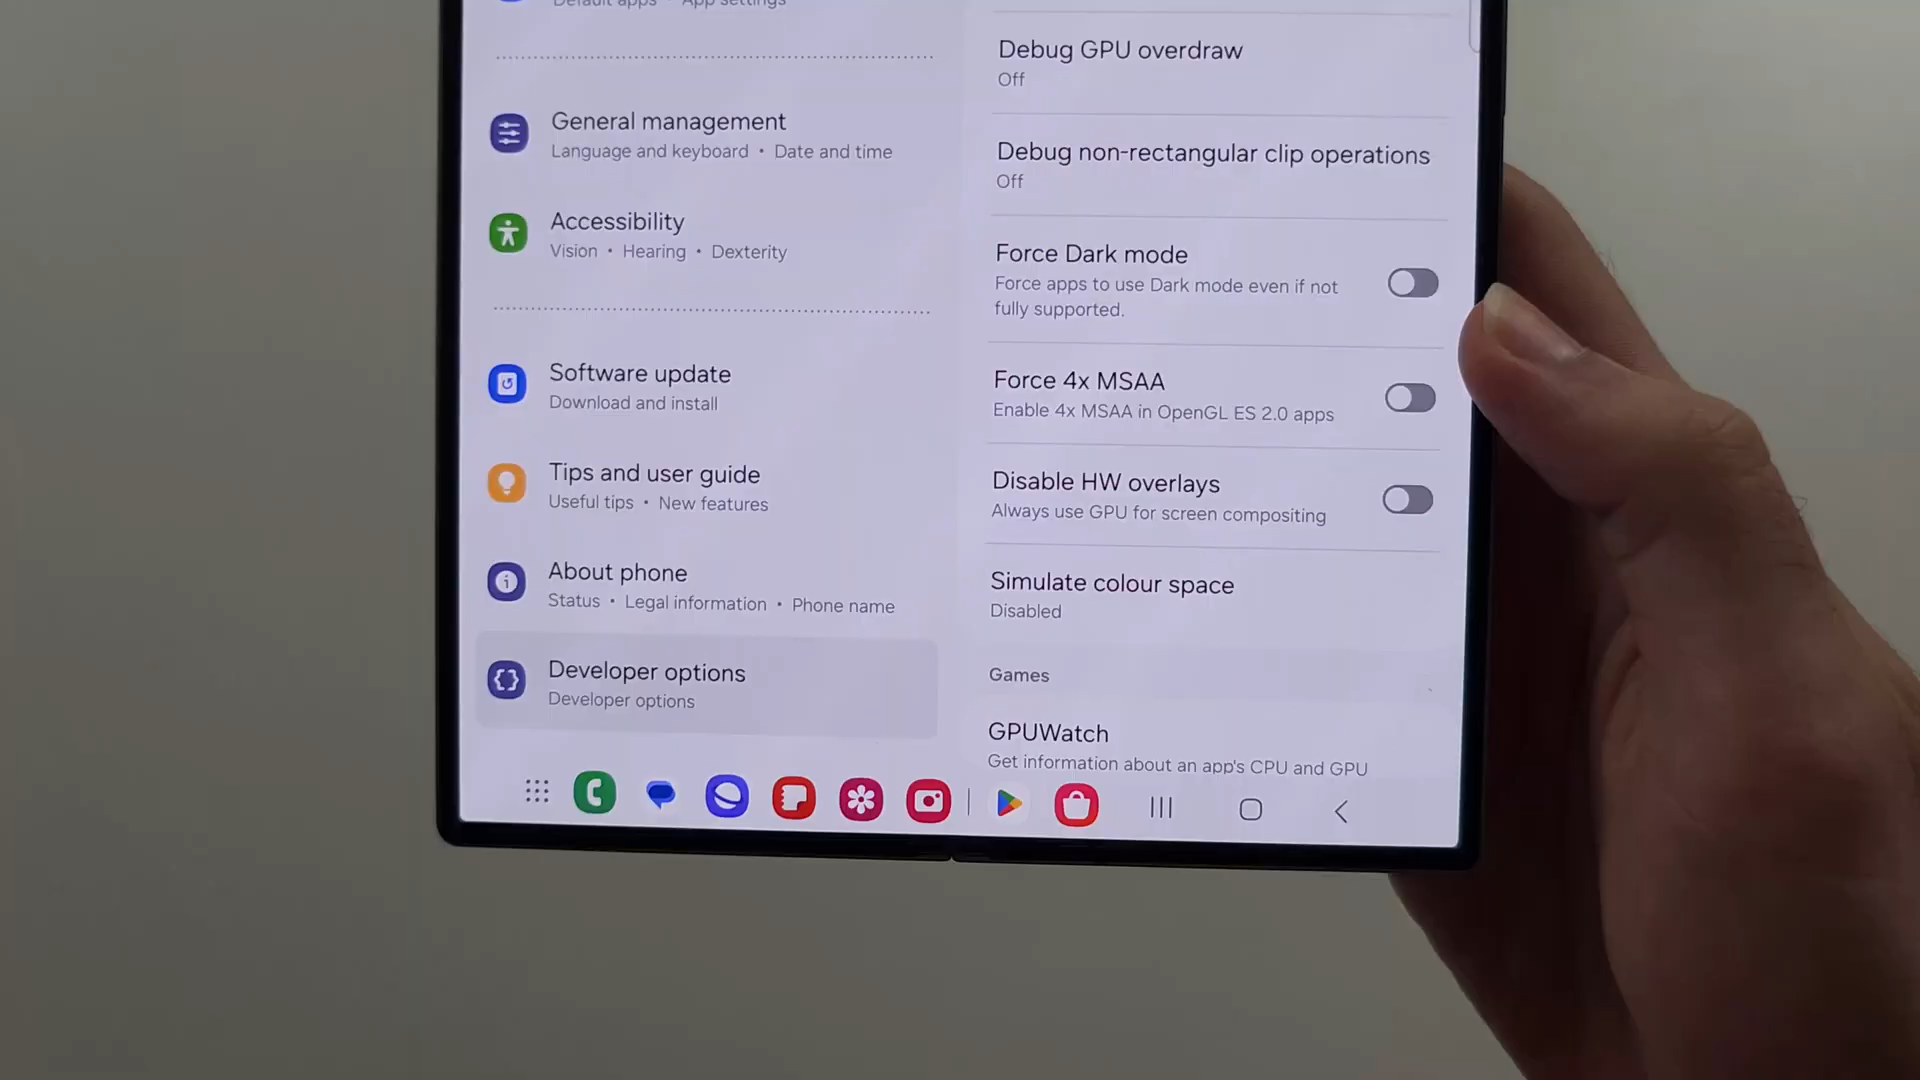 Default apps • App settings
General management
Language and keyboard • Date and time
Accessibility
Vision • Hearing • Dexterity
Software update
Download and install
Tips and user guide
Useful tips • New features
About phone
Status • Legal information • Phone name
Developer options
Developer options
Debug GPU overdraw
Off
Debug non-rectangular clip operations
Off
Force Dark mode
Force apps to use Dark mode even if not
fully supported.
Force 4x MSAA
Enable 4x MSAA in OpenGL ES 2.0 apps
Disable HW overlays
Always use GPU for screen compositing
Simulate colour space
Disabled
Games
GPUWatch
Get information about an app's CPU and GPU